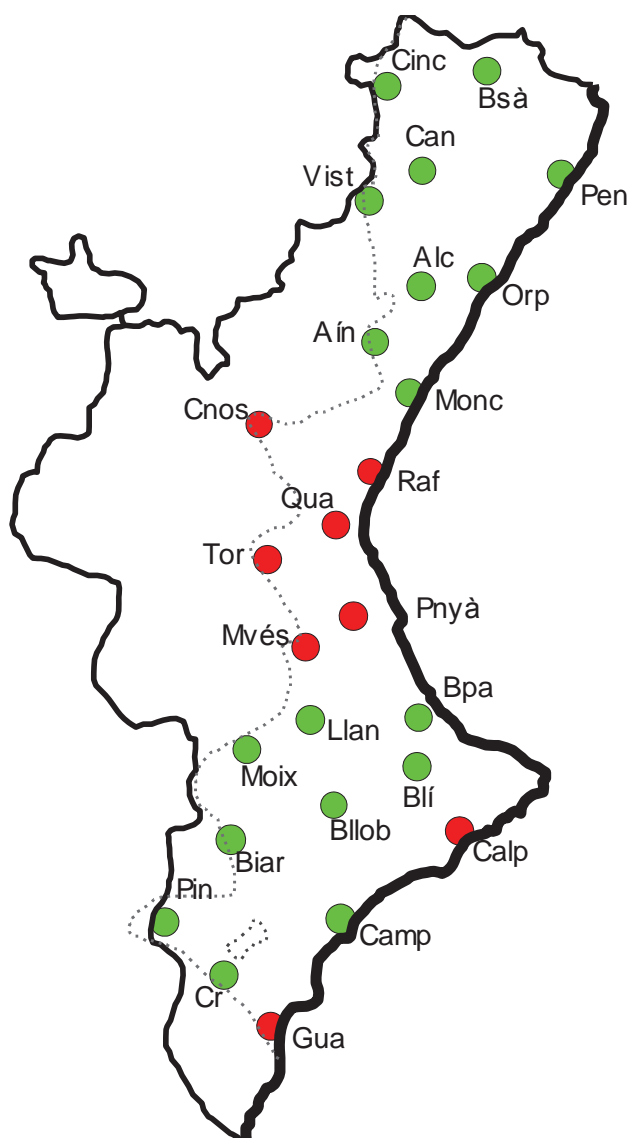 Cinc
Bsà
Can
Vist
Pen
Alc
Orp
Aín
Monc
Cnos
Raf
Qua
Tor
Pnyà
Mvés
Bpa
Llan
Moix
Blí
Bllob
Calp
Biar
Pin
Camp
Cr
Gua